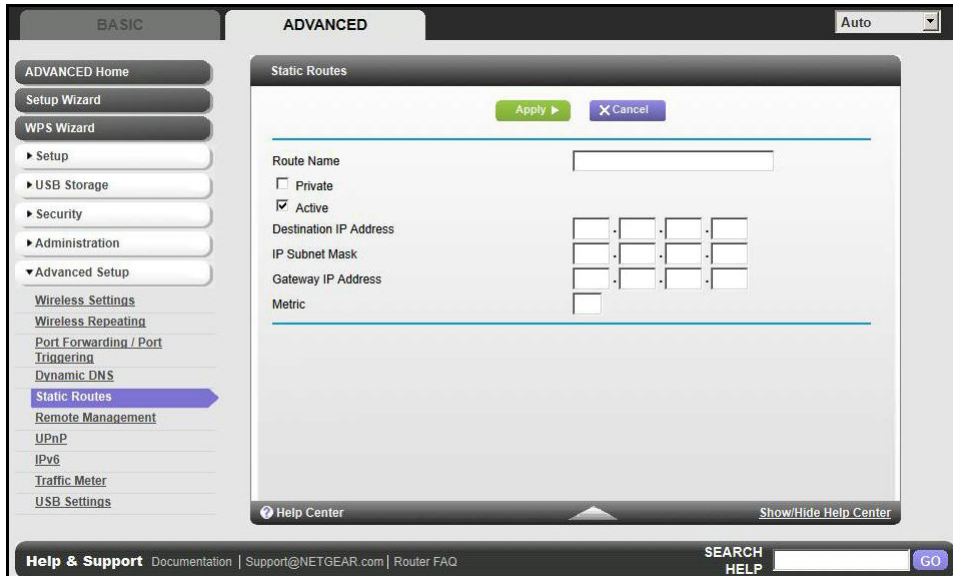 BASIC
ADVANCED
Auto
ADVANCED Home
Setup Wizard
WPS Wizard
Setup
USB Storage
Security
Administration
Advanced Setup
Wireless Settings
Wireless Repeating
Port Forwarding / Port
Triggering
Dynamic DNS
Static Routes
Remote Management
UPnP
IPv6
Traffic Meter
USB Settings
Static Routes
Apply
Cancel
Route Name
Private
Active
Destination IP Address
IP Subnet Mask
Gateway IP Address
Metric
Help Center
Show/Hide Help Center
Help & Support Documentation | Support@NETGEAR.com | Router FAQ
SEARCH
HELP
GO